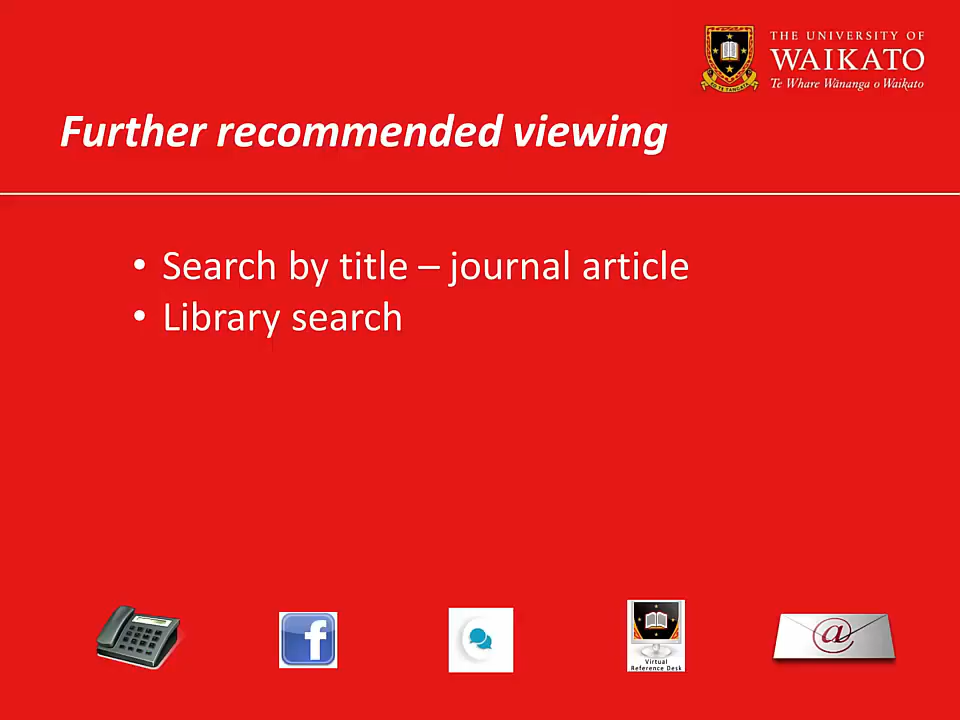 THE UNIVERSITY OF
WAIKATO
Te Whare Wānanga o Waikato
Further recommended viewing
• Search by title – journal article
• Library search
f
Virtual
Reference Desk
@